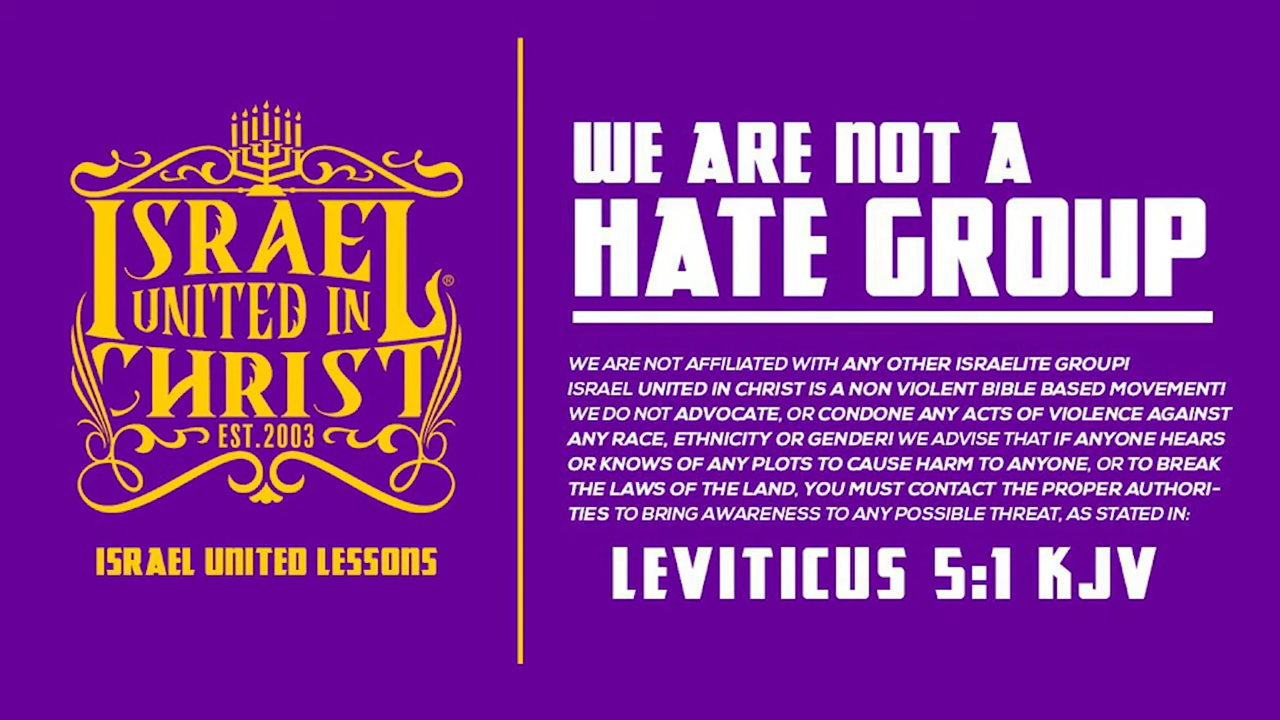 ISRAEL
UNITED IN
CHRIST
®
EST.2003
ISRAEL UNITED LESSONS
WE ARE NOT A
HATE GROUP
WE ARE NOT AFFILIATED WITH ANY OTHER ISRAELITE GROUP!
ISRAEL UNITED IN CHRIST IS A NON VIOLENT BIBLE BASED MOVEMENT!
WE DO NOT ADVOCATE, OR CONDONE ANY ACTS OF VIOLENCE AGAINST
ANY RACE, ETHNICITY OR GENDER! WE ADVISE THAT IF ANYONE HEARS
OR KNOWS OF ANY PLOTS TO CAUSE HARM TO ANYONE, OR TO BREAK
THE LAWS OF THE LAND, YOU MUST CONTACT THE PROPER AUTHORI-
TIES TO BRING AWARENESS TO ANY POSSIBLE THREAT, AS STATED IN:
LEVITICUS 5:1 KJV